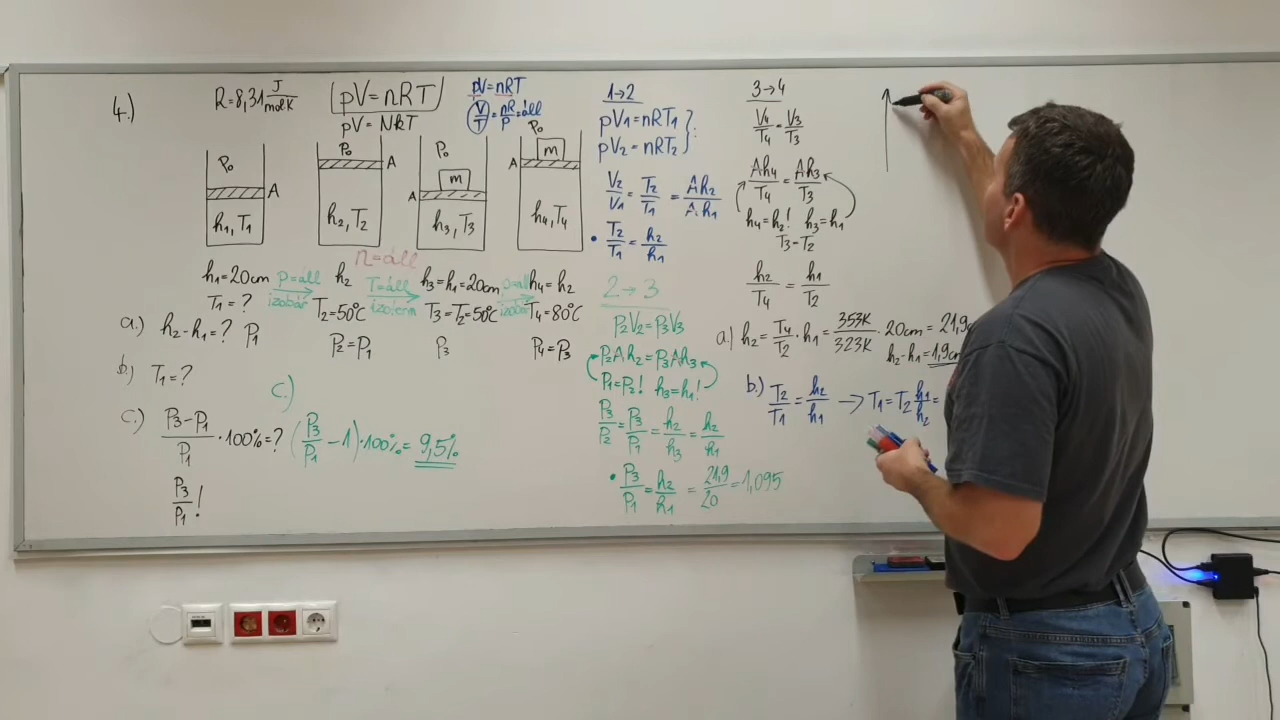 4.)
R=8,31 J/molK
pV=nRT
pV=NkT
pV=nRT
V/T=nR/P=áll
P₀
A
h₁,T₁
P₀
A
h₂,T₂
P₀
m
A
h₃,T₃
P₀
m
A
h₄,T₄
n=áll
h₁=20cm
T₁=?
P₁
p=áll
izobár
h₂
T₂=50°C
P₂=P₁
T=áll
izoterm
h₃=h₁=20cm
T₃=T₂=50°C
P₃
p=áll
izobár
h₄=h₂
T₄=80°C
P₄=P₃
a.) h₂-h₁=?
b.) T₁=?
c.) P₃-P₁/P₁·100%=?
P₃/P₁!
c.)
(P₃/P₁-1)·100%=9,5%
1→2
pV₁=nRT₁
pV₂=nRT₂ } :
V₂/V₁=T₂/T₁=Ah₂/Ah₁
• T₂/T₁=h₂/h₁
2→3
P₂V₂=P₃V₃
P₂Ah₂=P₃Ah₃
P₁=P₂! h₃=h₁!
P₃/P₂=P₃/P₁=h₂/h₃=h₂/h₁
• P₃/P₁=h₂/h₁=21,9/20=1,095
3→4
V₄/T₄=V₃/T₃
Ah₄/T₄=Ah₃/T₃
h₄=h₂! h₃=h₁
T₃-T₂
h₂/T₄=h₁/T₂
a.) h₂=T₄/T₂·h₁=353K/323K·20cm=21,9
h₂-h₁=1,9cm
b.) T₂/T₁=h₂/h₁→T₁=T₂h₁/h₂=